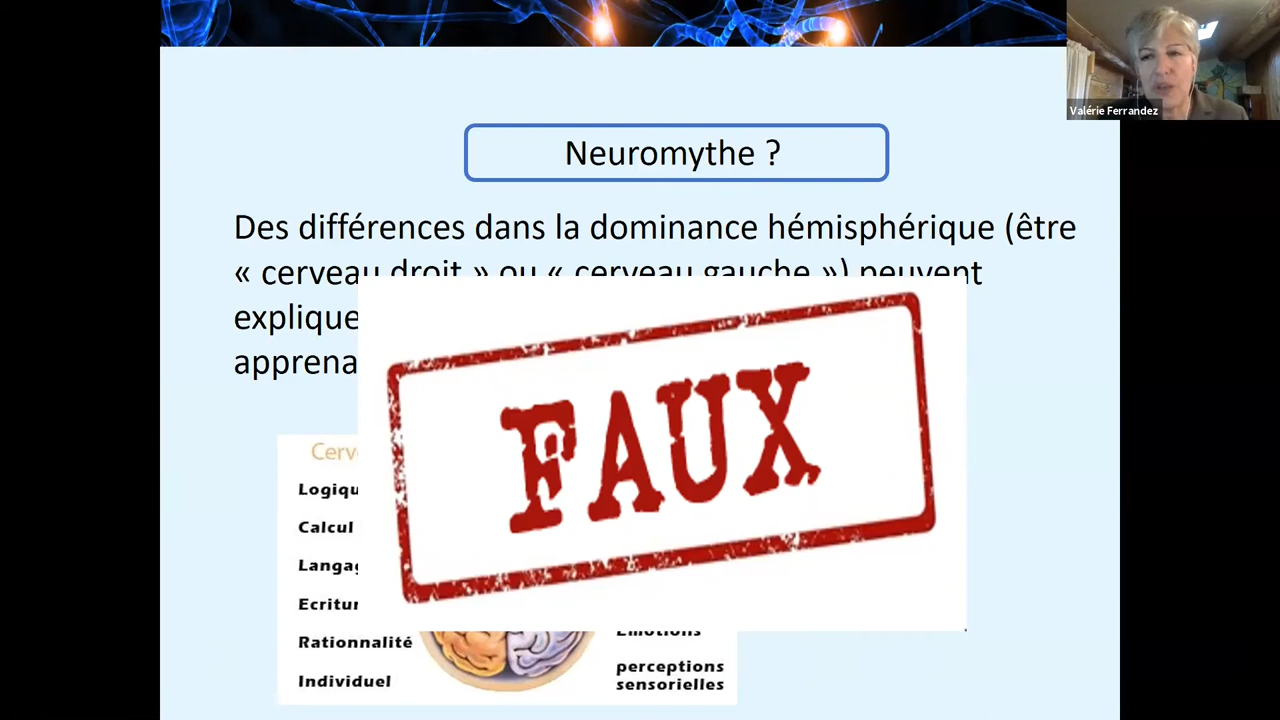 Valérie Ferrandez
Neuromythe ?
Des différences dans la dominance hémisphérique (être
« cerveau droit » ou « cerveau gauche ») peuvent
explique
apprena
FAUX
Cerv
Logiqu
Calcul
Langag
Ecritur
Rationnalité
Individuel
Emotions
perceptions
sensorielles